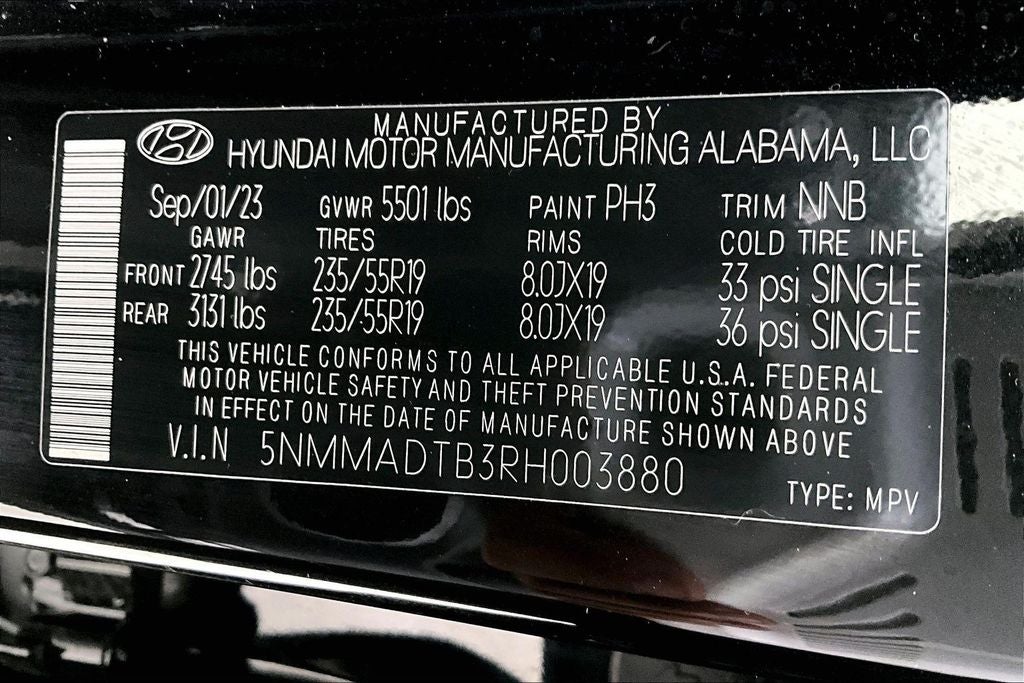 MANUFACTURED BY
HYUNDAI MOTOR MANUFACTURING ALABAMA, LLC
Sep/01/23 GVWR 5501 lbs PAINT PH3 TRIM NNB
GAWR TIRES RIMS COLD TIRE INFL
FRONT 2745 lbs 235/55R19 8.0JX19 33 psi SINGLE
REAR 3131 lbs 235/55R19 8.0JX19 36 psi SINGLE
THIS VEHICLE CONFORMS TO ALL APPLICABLE U.S.A. FEDERAL
MOTOR VEHICLE SAFETY AND THEFT PREVENTION STANDARDS
IN EFFECT ON THE DATE OF MANUFACTURE SHOWN ABOVE
V.I.N 5NMMADTB3RH003880
TYPE: MPV